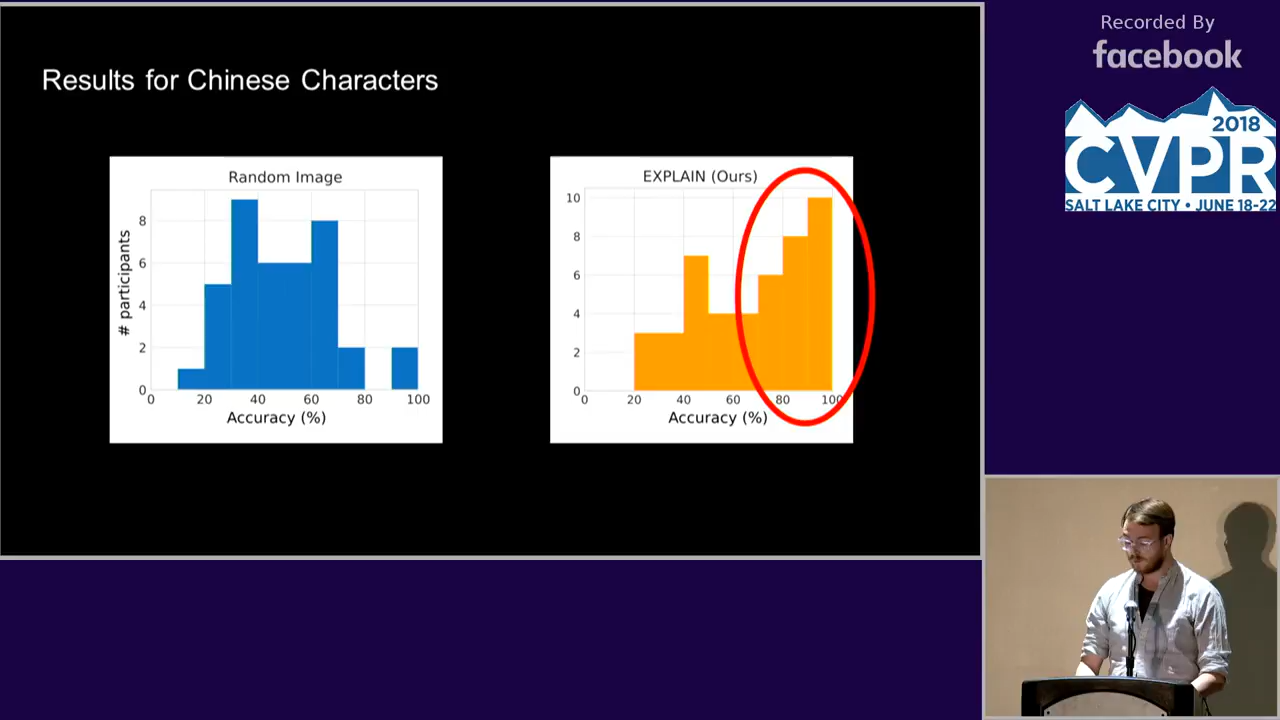 Results for Chinese Characters
Random Image
# participants
8
6
4
2
0
0 20 40 60 80 100
Accuracy (%)
EXPLAIN (Ours)
10
8
6
4
2
0
0 20 40 60 80 100
Accuracy (%)
Recorded By
facebook
2018
CVPR
SALT LAKE CITY • JUNE 18-22